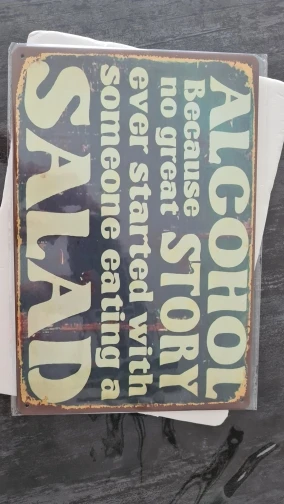 ALCOHOL
Because
no great STORY
ever started with
someone eating a
SALAD